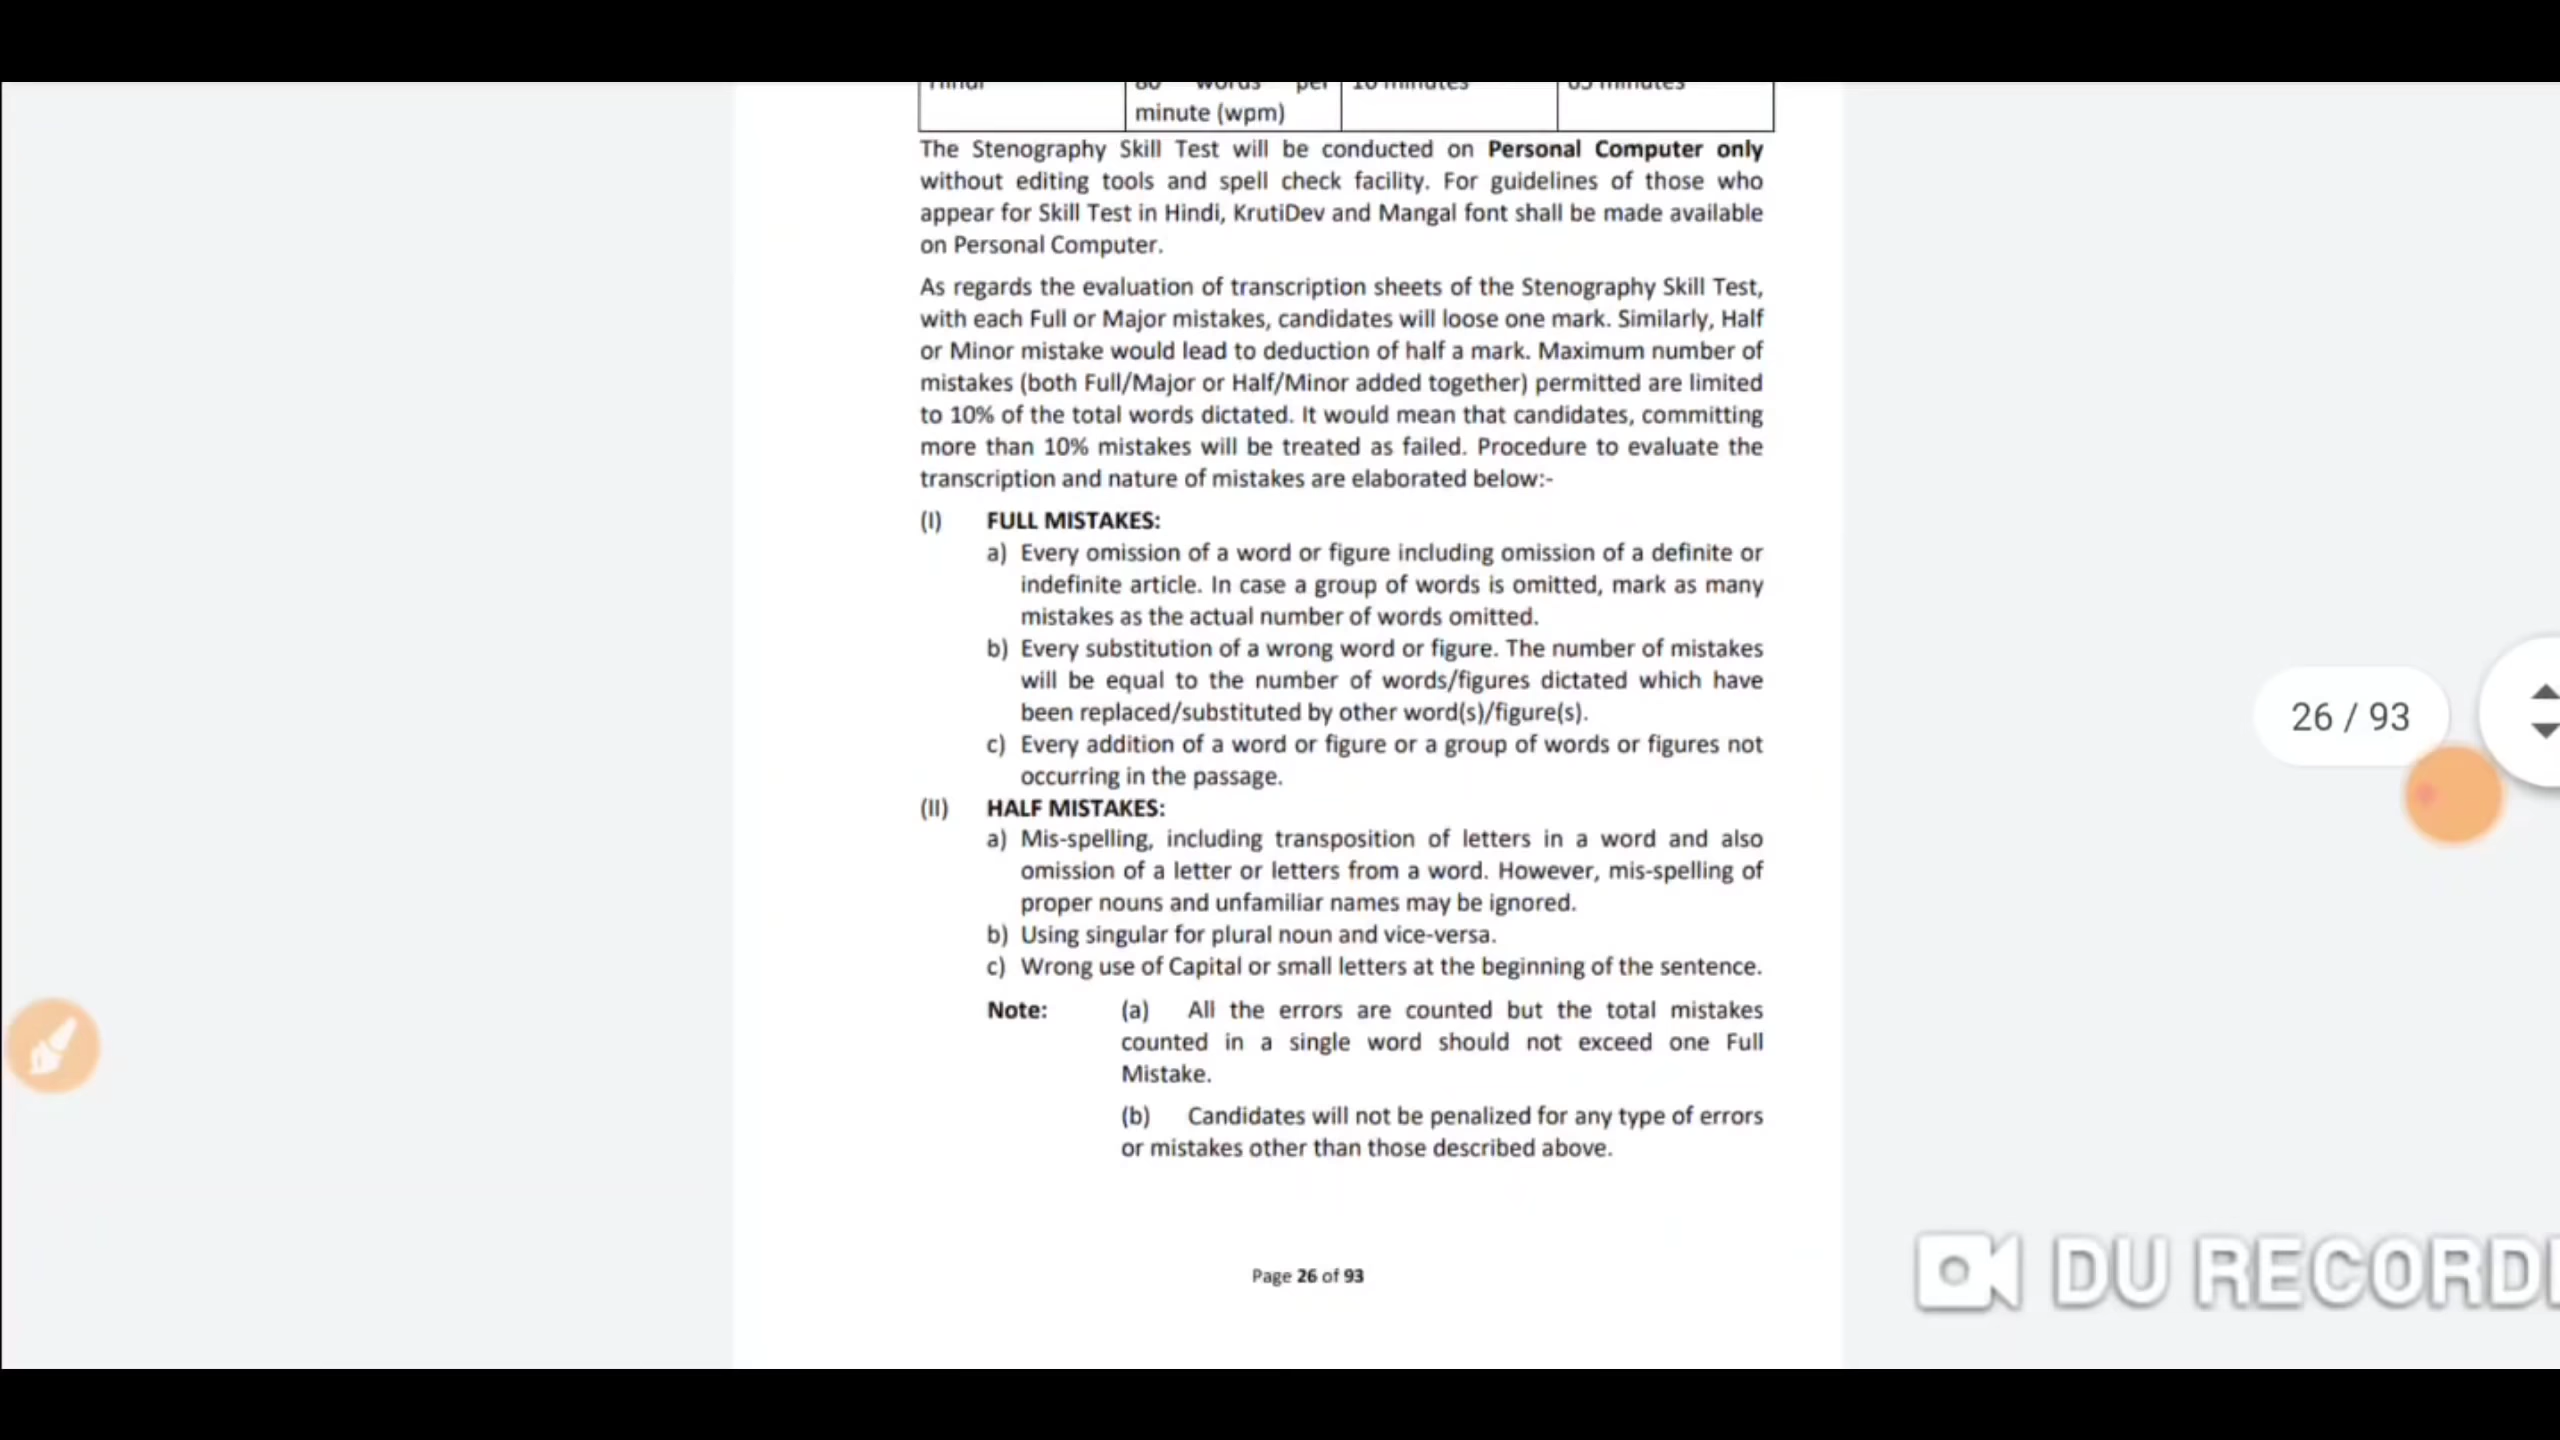 Hindi 80 words per 10 minutes 65 minutes
minute (wpm)
The Stenography Skill Test will be conducted on Personal Computer only
without editing tools and spell check facility. For guidelines of those who
appear for Skill Test in Hindi, KrutiDev and Mangal font shall be made available
on Personal Computer.
As regards the evaluation of transcription sheets of the Stenography Skill Test,
with each Full or Major mistakes, candidates will loose one mark. Similarly, Half
or Minor mistake would lead to deduction of half a mark. Maximum number of
mistakes (both Full/Major or Half/Minor added together) permitted are limited
to 10% of the total words dictated. It would mean that candidates, committing
more than 10% mistakes will be treated as failed. Procedure to evaluate the
transcription and nature of mistakes are elaborated below:-
(I) FULL MISTAKES:
a) Every omission of a word or figure including omission of a definite or
indefinite article. In case a group of words is omitted, mark as many
mistakes as the actual number of words omitted.
b) Every substitution of a wrong word or figure. The number of mistakes
will be equal to the number of words/figures dictated which have
been replaced/substituted by other word(s)/figure(s).
c) Every addition of a word or figure or a group of words or figures not
occurring in the passage.
(II) HALF MISTAKES:
a) Mis-spelling, including transposition of letters in a word and also
omission of a letter or letters from a word. However, mis-spelling of
proper nouns and unfamiliar names may be ignored.
b) Using singular for plural noun and vice-versa.
c) Wrong use of Capital or small letters at the beginning of the sentence.
Note: (a) All the errors are counted but the total mistakes
counted in a single word should not exceed one Full
Mistake.
(b) Candidates will not be penalized for any type of errors
or mistakes other than those described above.
Page 26 of 93
26 / 93
DU RECORD